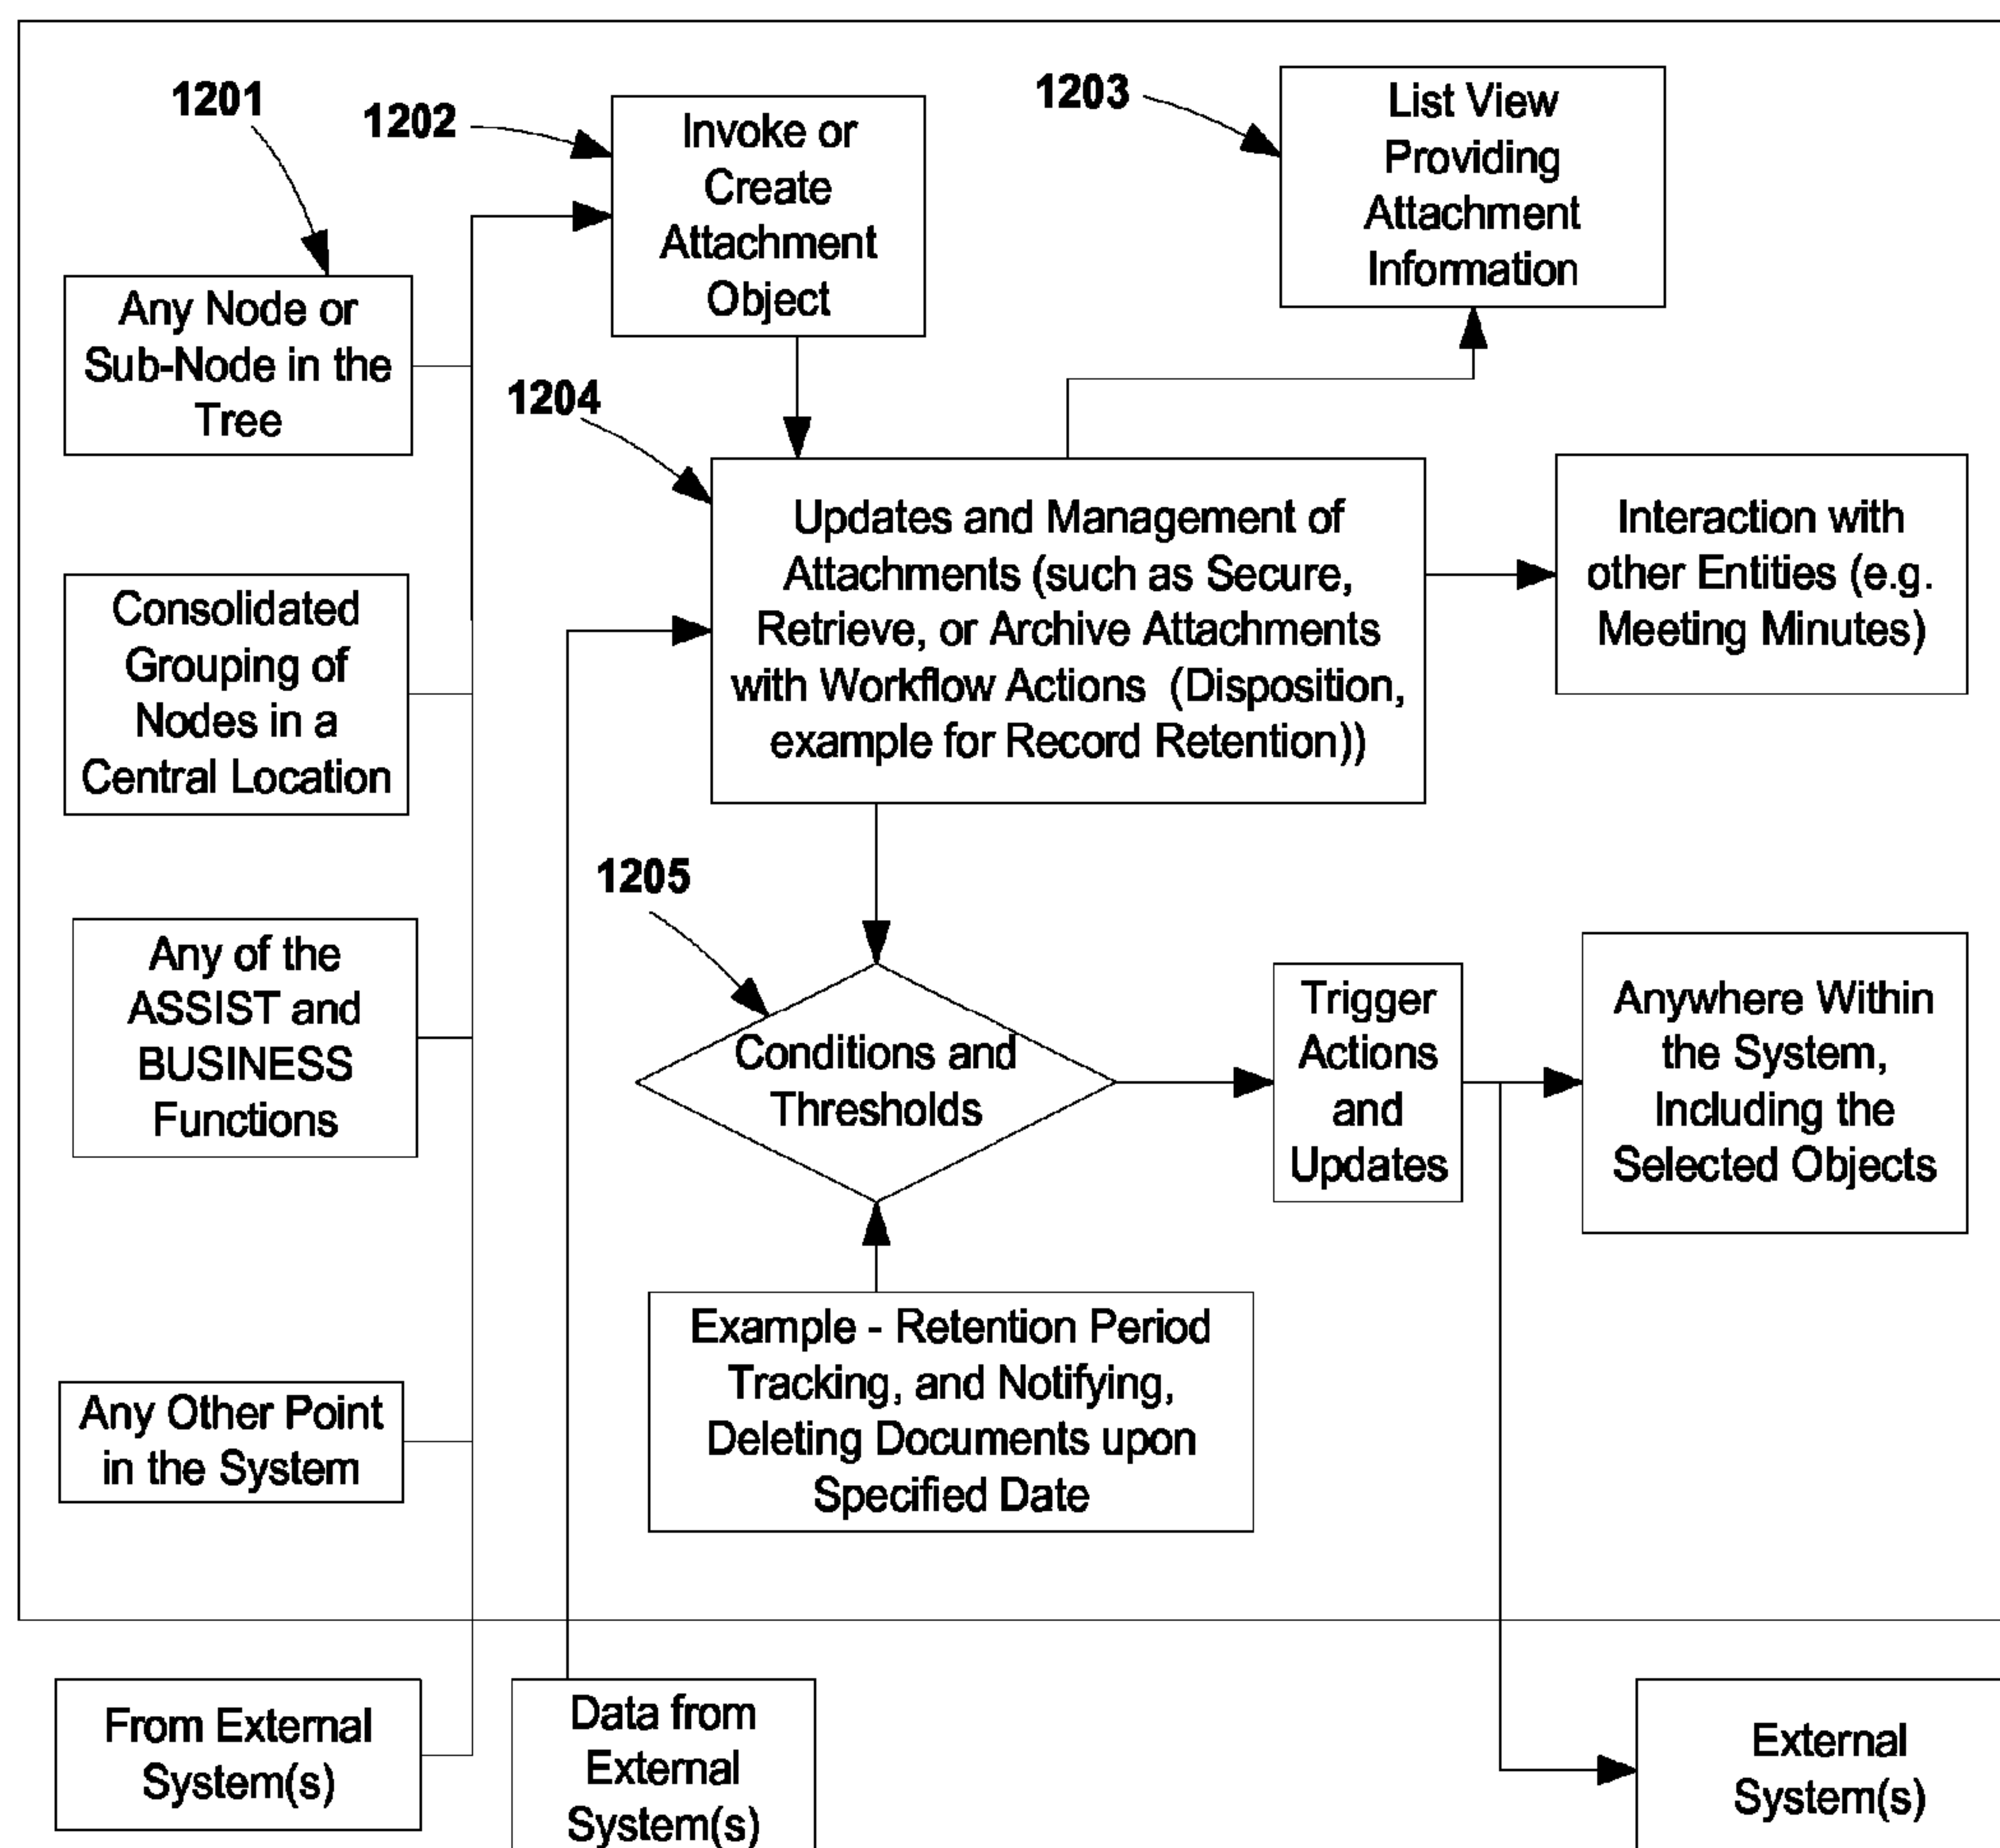 1201
1202
Invoke or
Create
Attachment
Object
1203
List View
Providing
Attachment
Information
Any Node or
Sub-Node in the
Tree
1204
Updates and Management of
Attachments (such as Secure,
Retrieve, or Archive Attachments
with Workflow Actions (Disposition,
example for Record Retention))
Interaction with
other Entities (e.g.
Meeting Minutes)
Consolidated
Grouping of
Nodes in a
Central Location
1205
Any of the
ASSIST and
BUSINESS
Functions
Conditions and
Thresholds
Trigger
Actions
and
Updates
Anywhere Within
the System,
Including the
Selected Objects
Example - Retention Period
Tracking, and Notifying,
Deleting Documents upon
Specified Date
Any Other Point
in the System
From External
System(s)
Data from
External
System(s)
External
System(s)